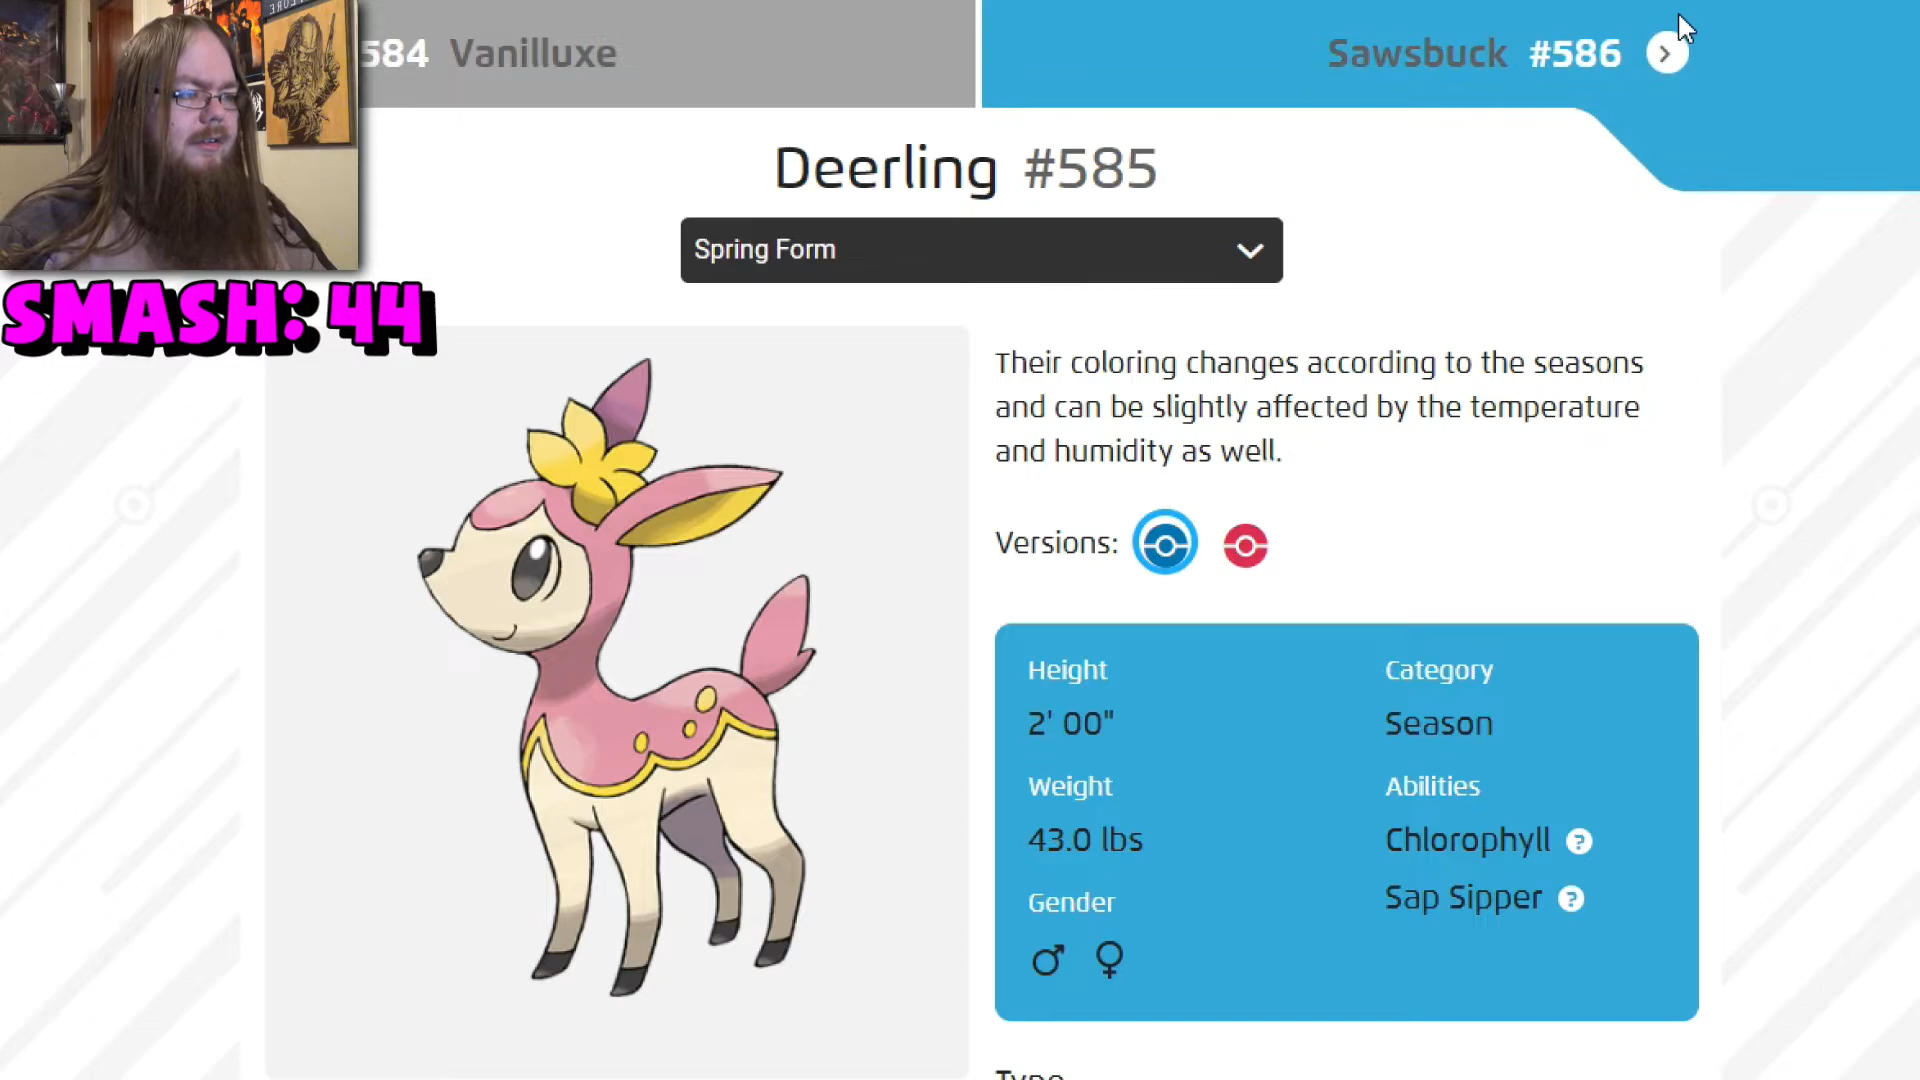 584 Vanilluxe
Sawsbuck #586
Deerling #585
Spring Form
SMASH: 44
Their coloring changes according to the seasons
and can be slightly affected by the temperature
and humidity as well.
Versions:
Height
2' 00"
Weight
43.0 lbs
Gender
Category
Season
Abilities
Chlorophyll ?
Sap Sipper ?
Type